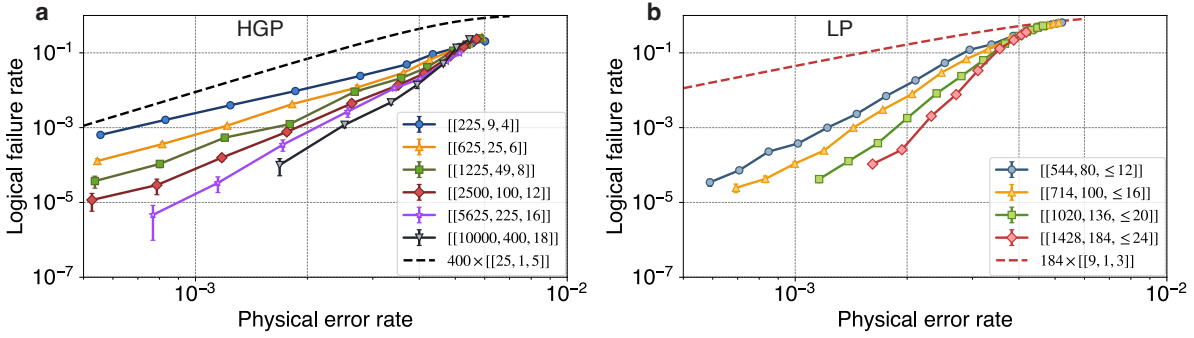 a
HGP
Logical failure rate
10⁻¹
10⁻³
10⁻⁵
10⁻⁷
[[225, 9, 4]]
[[625, 25, 6]]
[[1225, 49, 8]]
[[2500, 100, 12]]
[[5625, 225, 16]]
[[10000, 400, 18]]
400×[[25, 1, 5]]
10⁻³
10⁻²
Physical error rate
b
LP
Logical failure rate
10⁻¹
10⁻³
10⁻⁵
10⁻⁷
[[544, 80, ≤12]]
[[714, 100, ≤16]]
[[1020, 136, ≤20]]
[[1428, 184, ≤24]]
184×[[9, 1, 3]]
10⁻³
10⁻²
Physical error rate